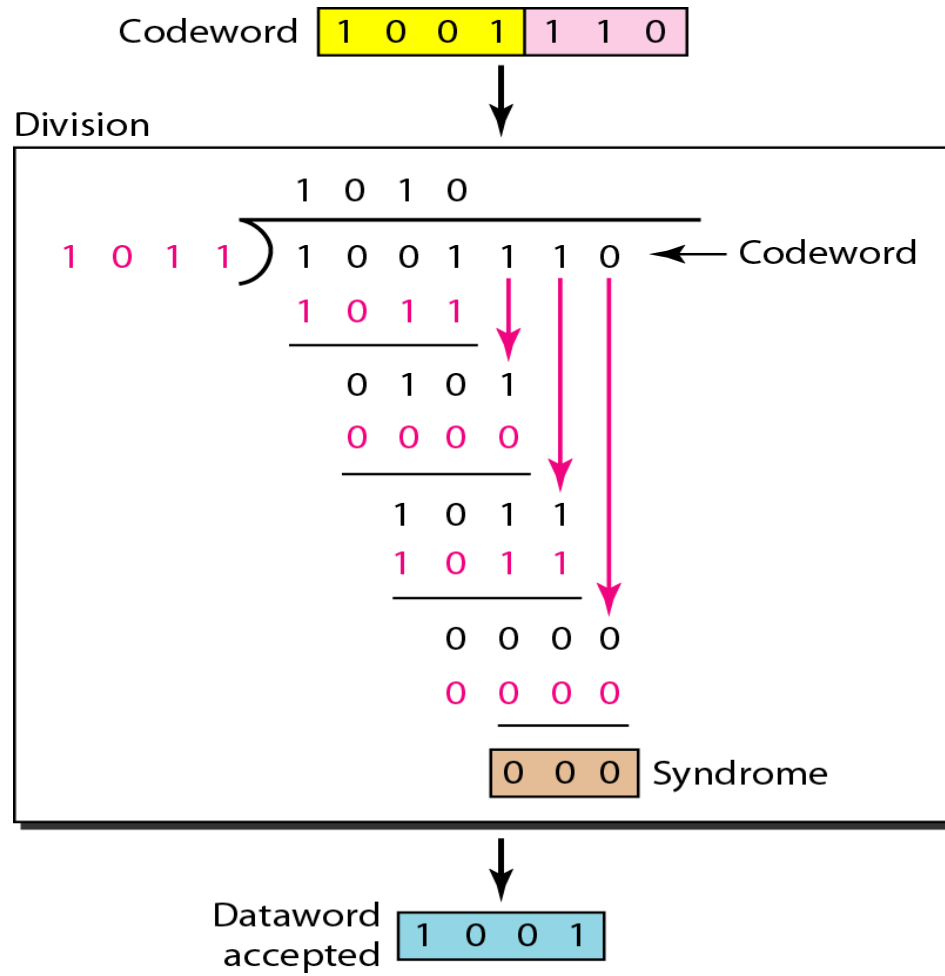 Codeword 1 0 0 1 1 1 0
Division
1 0 1 0
1 0 1 1 1 0 0 1 1 1 0 Codeword
1 0 1 1
0 1 0 1
0 0 0 0
1 0 1 1
1 0 1 1
0 0 0 0
0 0 0 0
0 0 0 Syndrome
Dataword
accepted
1 0 0 1